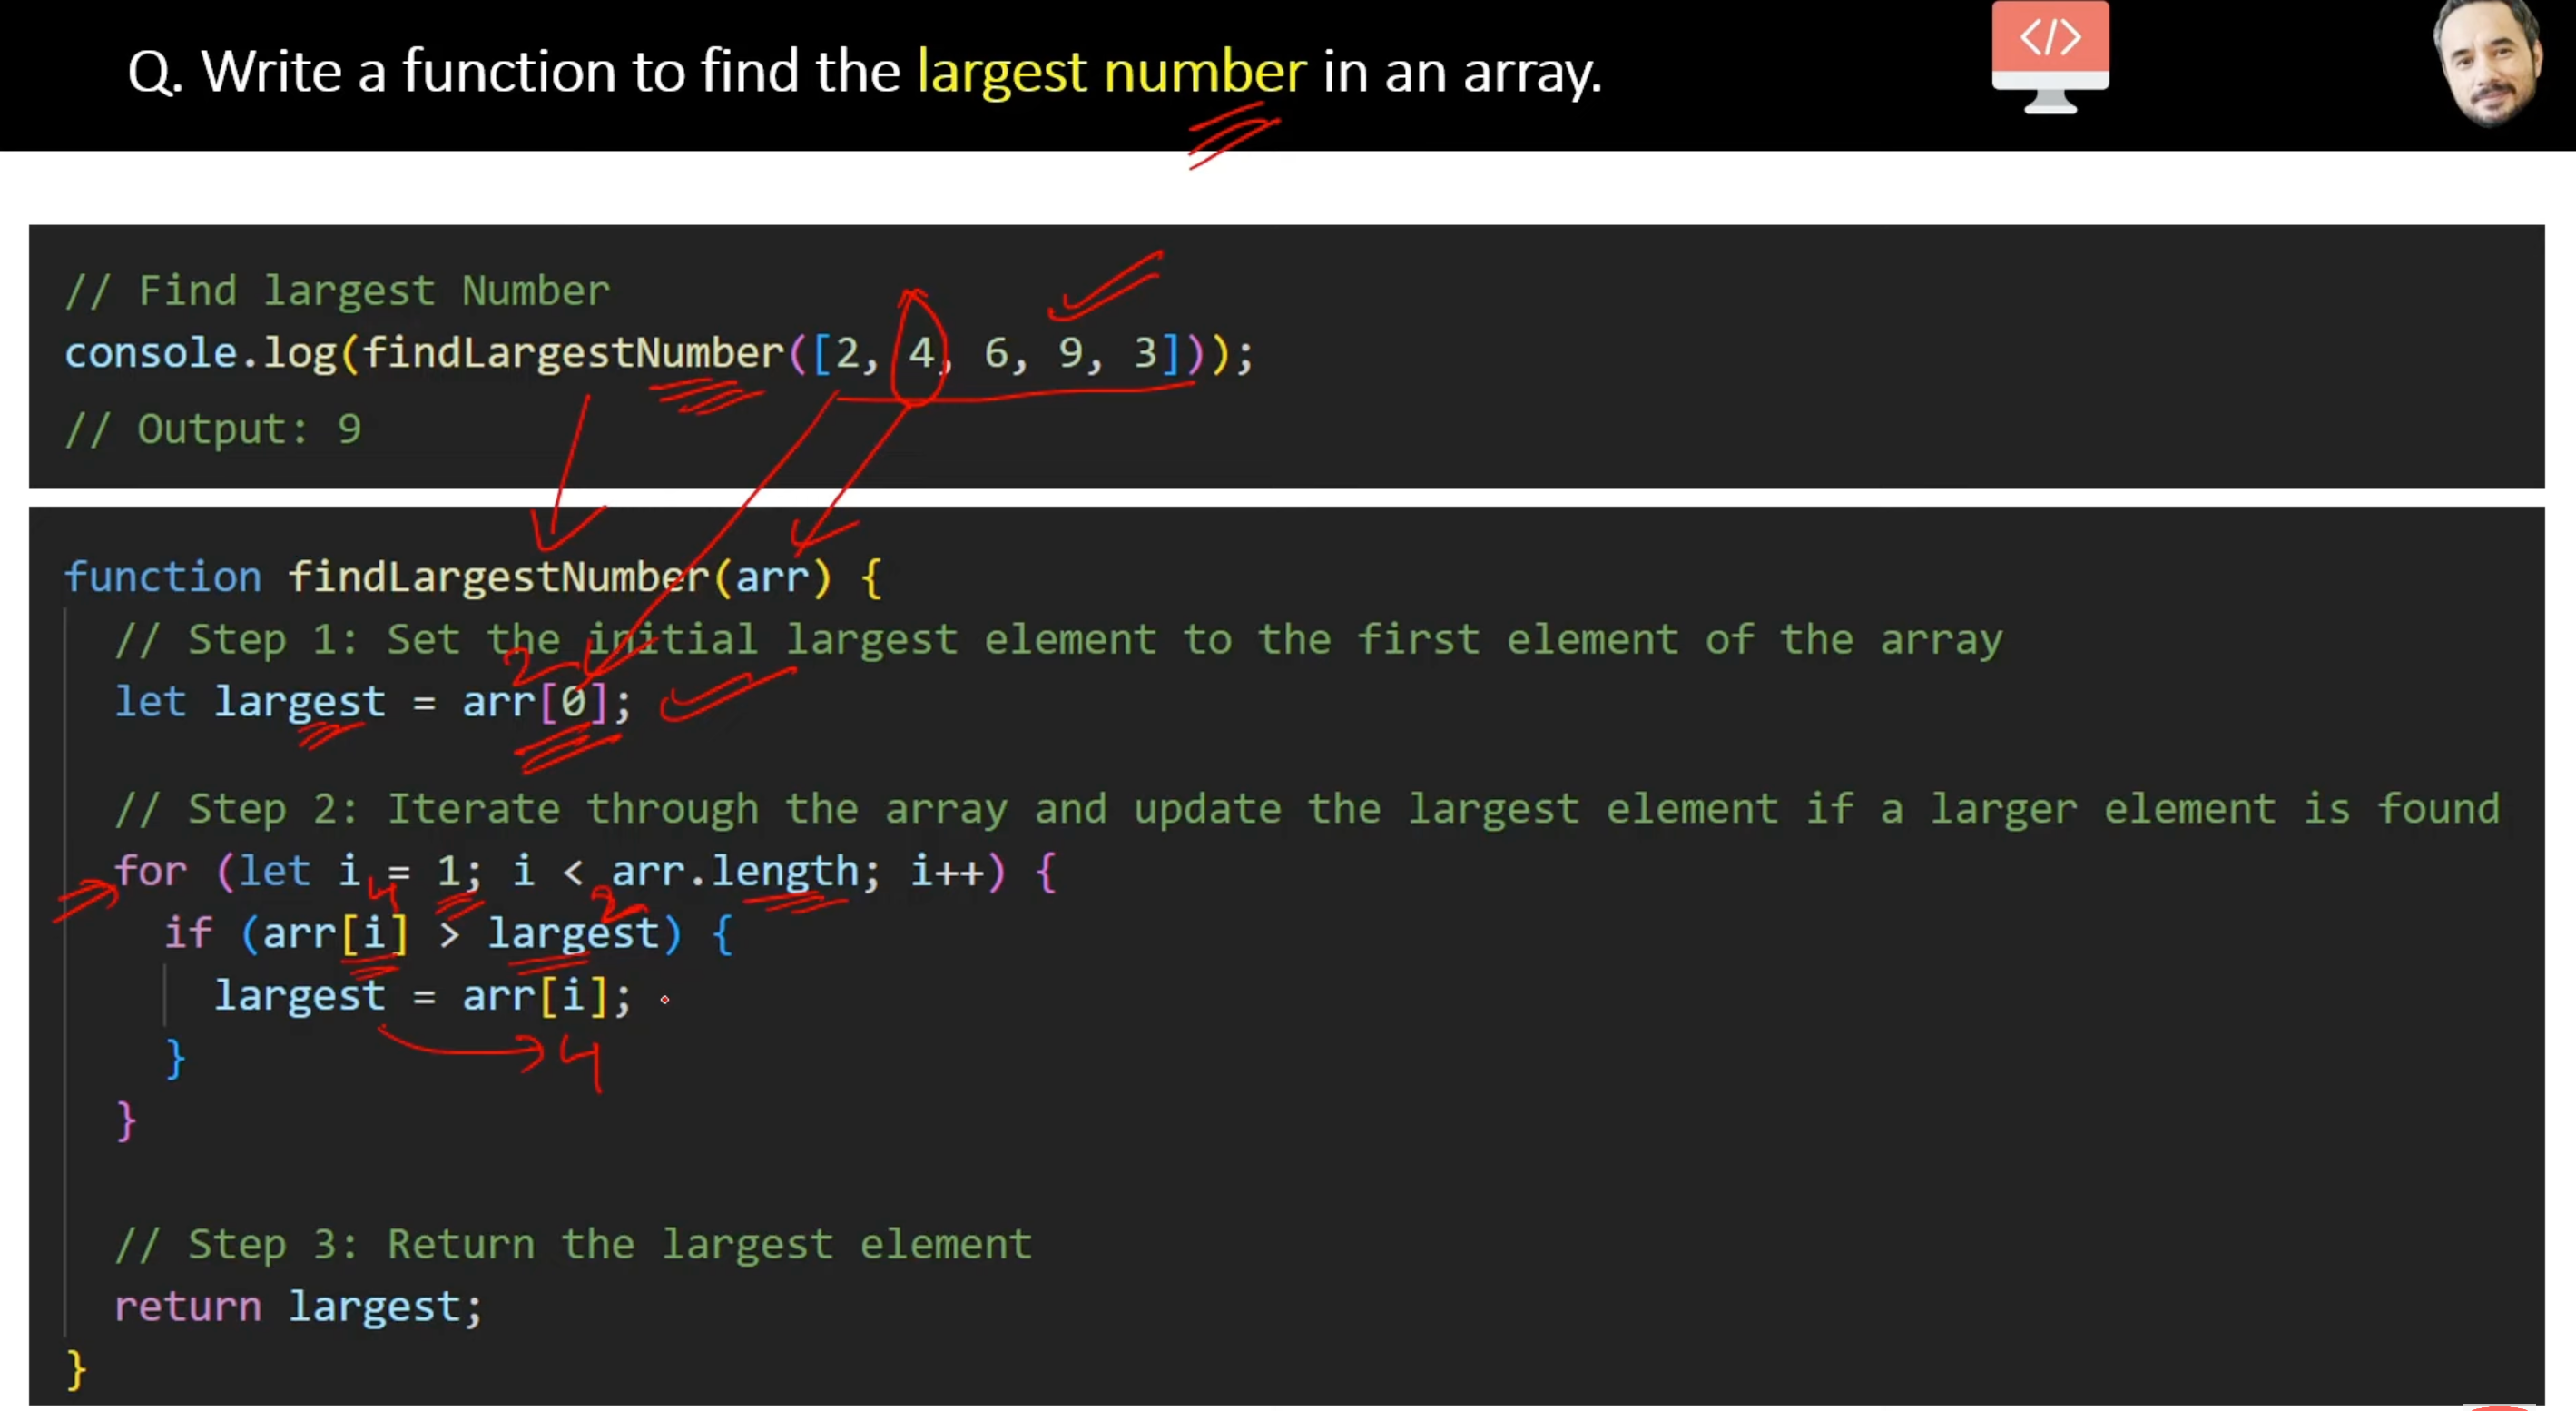 Q. Write a function to find the largest number in an array.
</>
// Find largest Number
console.log(findLargestNumber([2, 4, 6, 9, 3]));
// Output: 9
function findLargestNumber(arr) {
// Step 1: Set the initial largest element to the first element of the array
2
let largest = arr[0];
// Step 2: Iterate through the array and update the largest element if a larger element is found
for (let i = 1; i < arr.length; i++) {
4 2
if (arr[i] > largest) {
largest = arr[i];
4
}
}
// Step 3: Return the largest element
return largest;
}